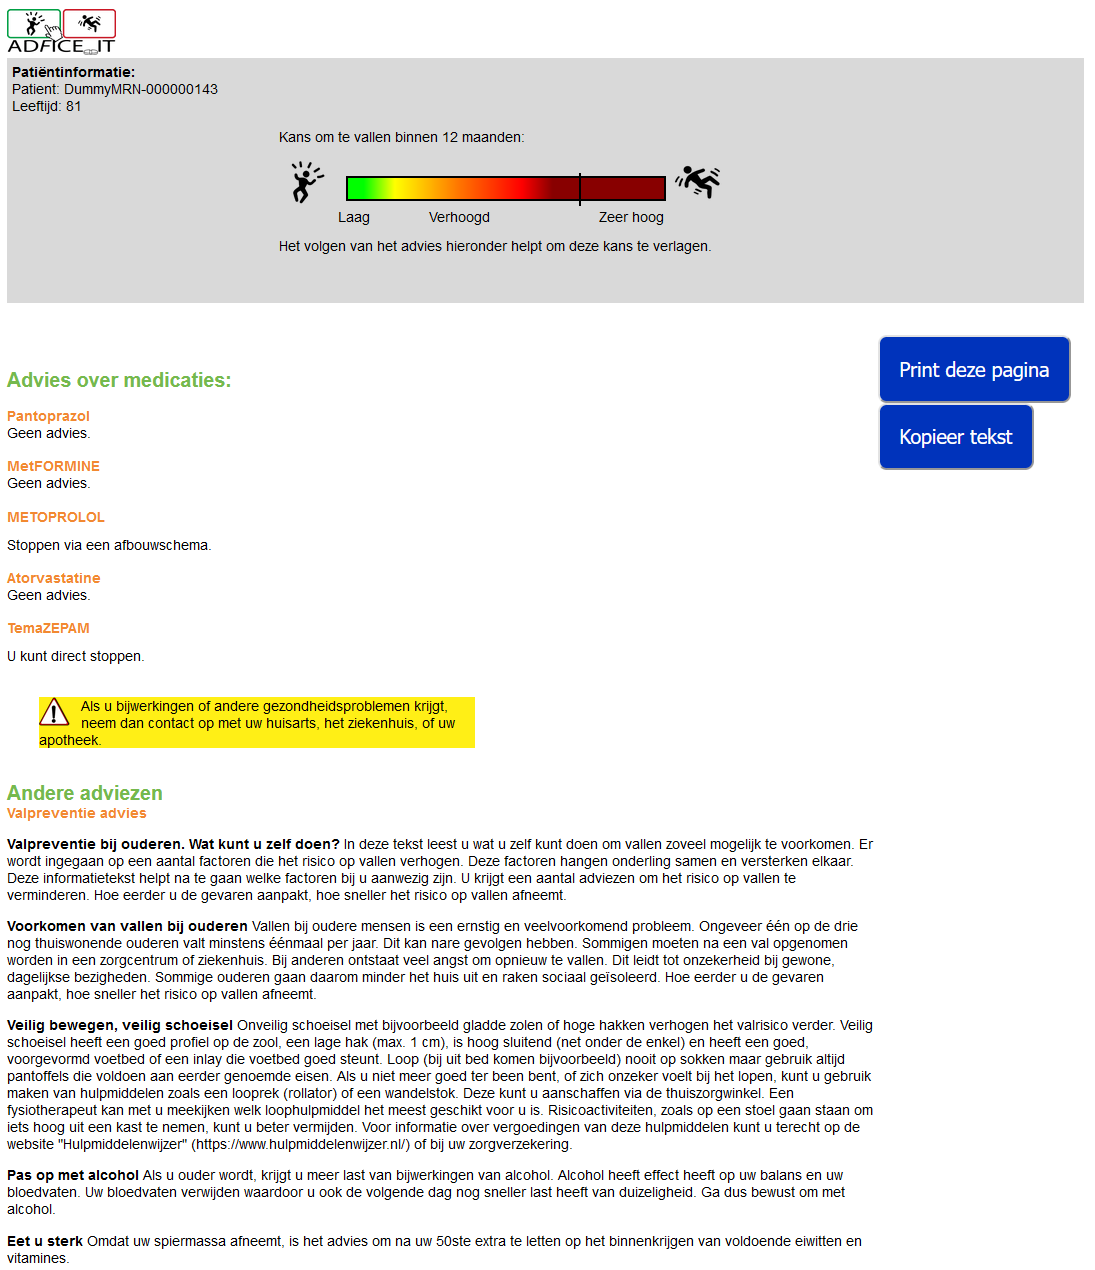 ADFICE_IT
Patiëntinformatie:
Patient: DummyMRN-000000143
Leeftijd: 81
Kans om te vallen binnen 12 maanden:
Laag Verhoogd Zeer hoog
Het volgen van het advies hieronder helpt om deze kans te verlagen.
Print deze pagina
Kopieer tekst
Advies over medicaties:
Pantoprazol
Geen advies.
MetFORMINE
Geen advies.
METOPROLOL
Stoppen via een afbouwschema.
Atorvastatine
Geen advies.
TemaZEPAM
U kunt direct stoppen.
Als u bijwerkingen of andere gezondheidsproblemen krijgt,
neem dan contact op met uw huisarts, het ziekenhuis, of uw
apotheek.
Andere adviezen
Valpreventie advies
Valpreventie bij ouderen. Wat kunt u zelf doen? In deze tekst leest u wat u zelf kunt doen om vallen zoveel mogelijk te voorkomen. Er
wordt ingegaan op een aantal factoren die het risico op vallen verhogen. Deze factoren hangen onderling samen en versterken elkaar.
Deze informatietekst helpt na te gaan welke factoren bij u aanwezig zijn. U krijgt een aantal adviezen om het risico op vallen te
verminderen. Hoe eerder u de gevaren aanpakt, hoe sneller het risico op vallen afneemt.
Voorkomen van vallen bij ouderen Vallen bij oudere mensen is een ernstig en veelvoorkomend probleem. Ongeveer één op de drie
nog thuiswonende ouderen valt minstens éénmaal per jaar. Dit kan nare gevolgen hebben. Sommigen moeten na een val opgenomen
worden in een zorgcentrum of ziekenhuis. Bij anderen ontstaat veel angst om opnieuw te vallen. Dit leidt tot onzekerheid bij gewone,
dagelijkse bezigheden. Sommige ouderen gaan daarom minder het huis uit en raken sociaal geïsoleerd. Hoe eerder u de gevaren
aanpakt, hoe sneller het risico op vallen afneemt.
Veilig bewegen, veilig schoeisel Onveilig schoeisel met bijvoorbeeld gladde zolen of hoge hakken verhogen het valrisico verder. Veilig
schoeisel heeft een goed profiel op de zool, een lage hak (max. 1 cm), is hoog sluitend (net onder de enkel) en heeft een goed,
voorgevormd voetbed of een inlay die voetbed goed steunt. Loop (bij uit bed komen bijvoorbeeld) nooit op sokken maar gebruik altijd
pantoffels die voldoen aan eerder genoemde eisen. Als u niet meer goed ter been bent, of zich onzeker voelt bij het lopen, kunt u gebruik
maken van hulpmiddelen zoals een looprek (rollator) of een wandelstok. Deze kunt u aanschaffen via de thuiszorgwinkel. Een
fysiotherapeut kan met u meekijken welk loophulpmiddel het meest geschikt voor u is. Risicoactiviteiten, zoals op een stoel gaan staan om
iets hoog uit een kast te nemen, kunt u beter vermijden. Voor informatie over vergoedingen van deze hulpmiddelen kunt u terecht op de
website "Hulpmiddelenwijzer" (https://www.hulpmiddelenwijzer.nl/) of bij uw zorgverzekering.
Pas op met alcohol Als u ouder wordt, krijgt u meer last van bijwerkingen van alcohol. Alcohol heeft effect heeft op uw balans en uw
bloedvaten. Uw bloedvaten verwijden waardoor u ook de volgende dag nog sneller last heeft van duizeligheid. Ga dus bewust om met
alcohol.
Eet u sterk Omdat uw spiermassa afneemt, is het advies om na uw 50ste extra te letten op het binnenkrijgen van voldoende eiwitten en
vitamines.